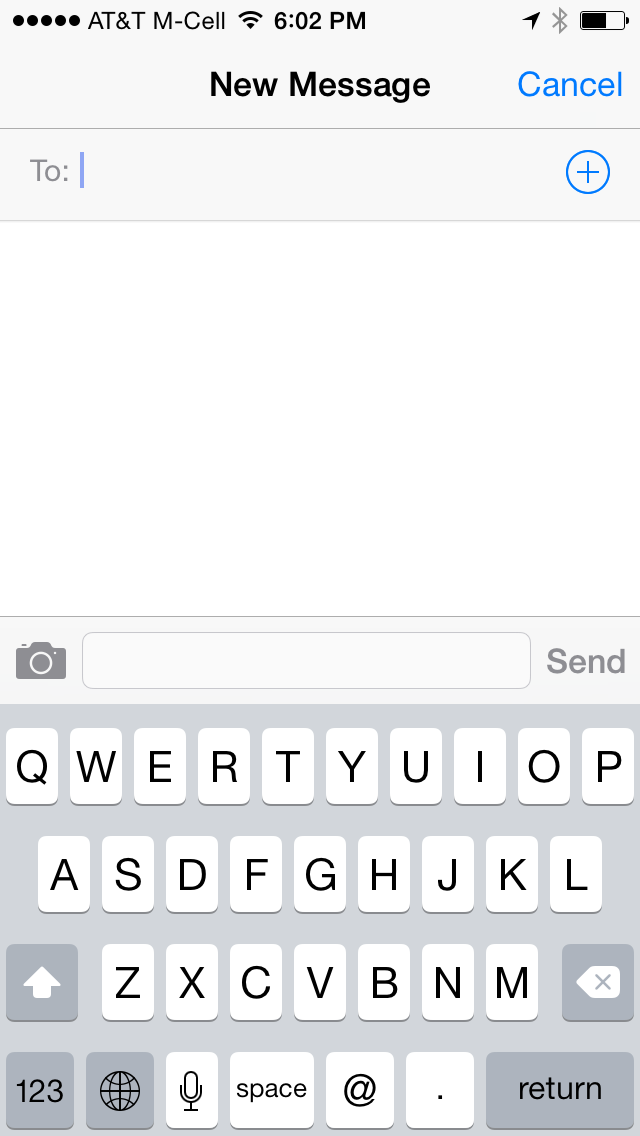 AT&T M-Cell 6:02 PM
New Message Cancel
To:
Send
Q W E R T Y U I O P
A S D F G H J K L
Z X C V B N M
123 space @ . return